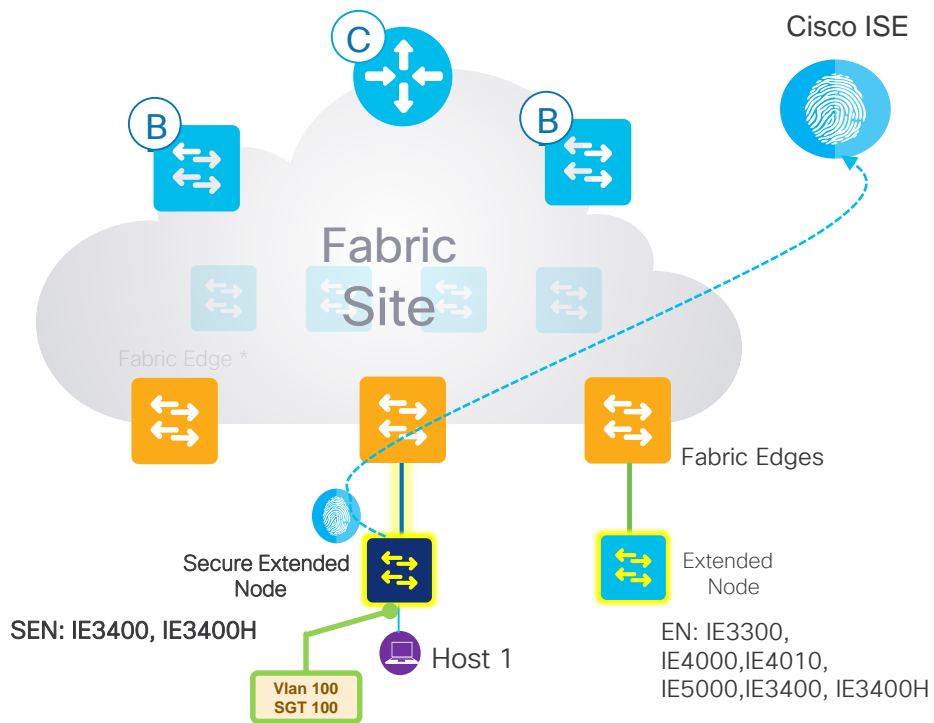 Cisco ISE
C
B
B
Fabric
Site
Fabric Edge *
Fabric Edges
Secure Extended
Node
Extended
Node
SEN: IE3400, IE3400H
Host 1
EN: IE3300,
IE4000,IE4010,
IE5000,IE3400, IE3400H
Vlan 100
SGT 100